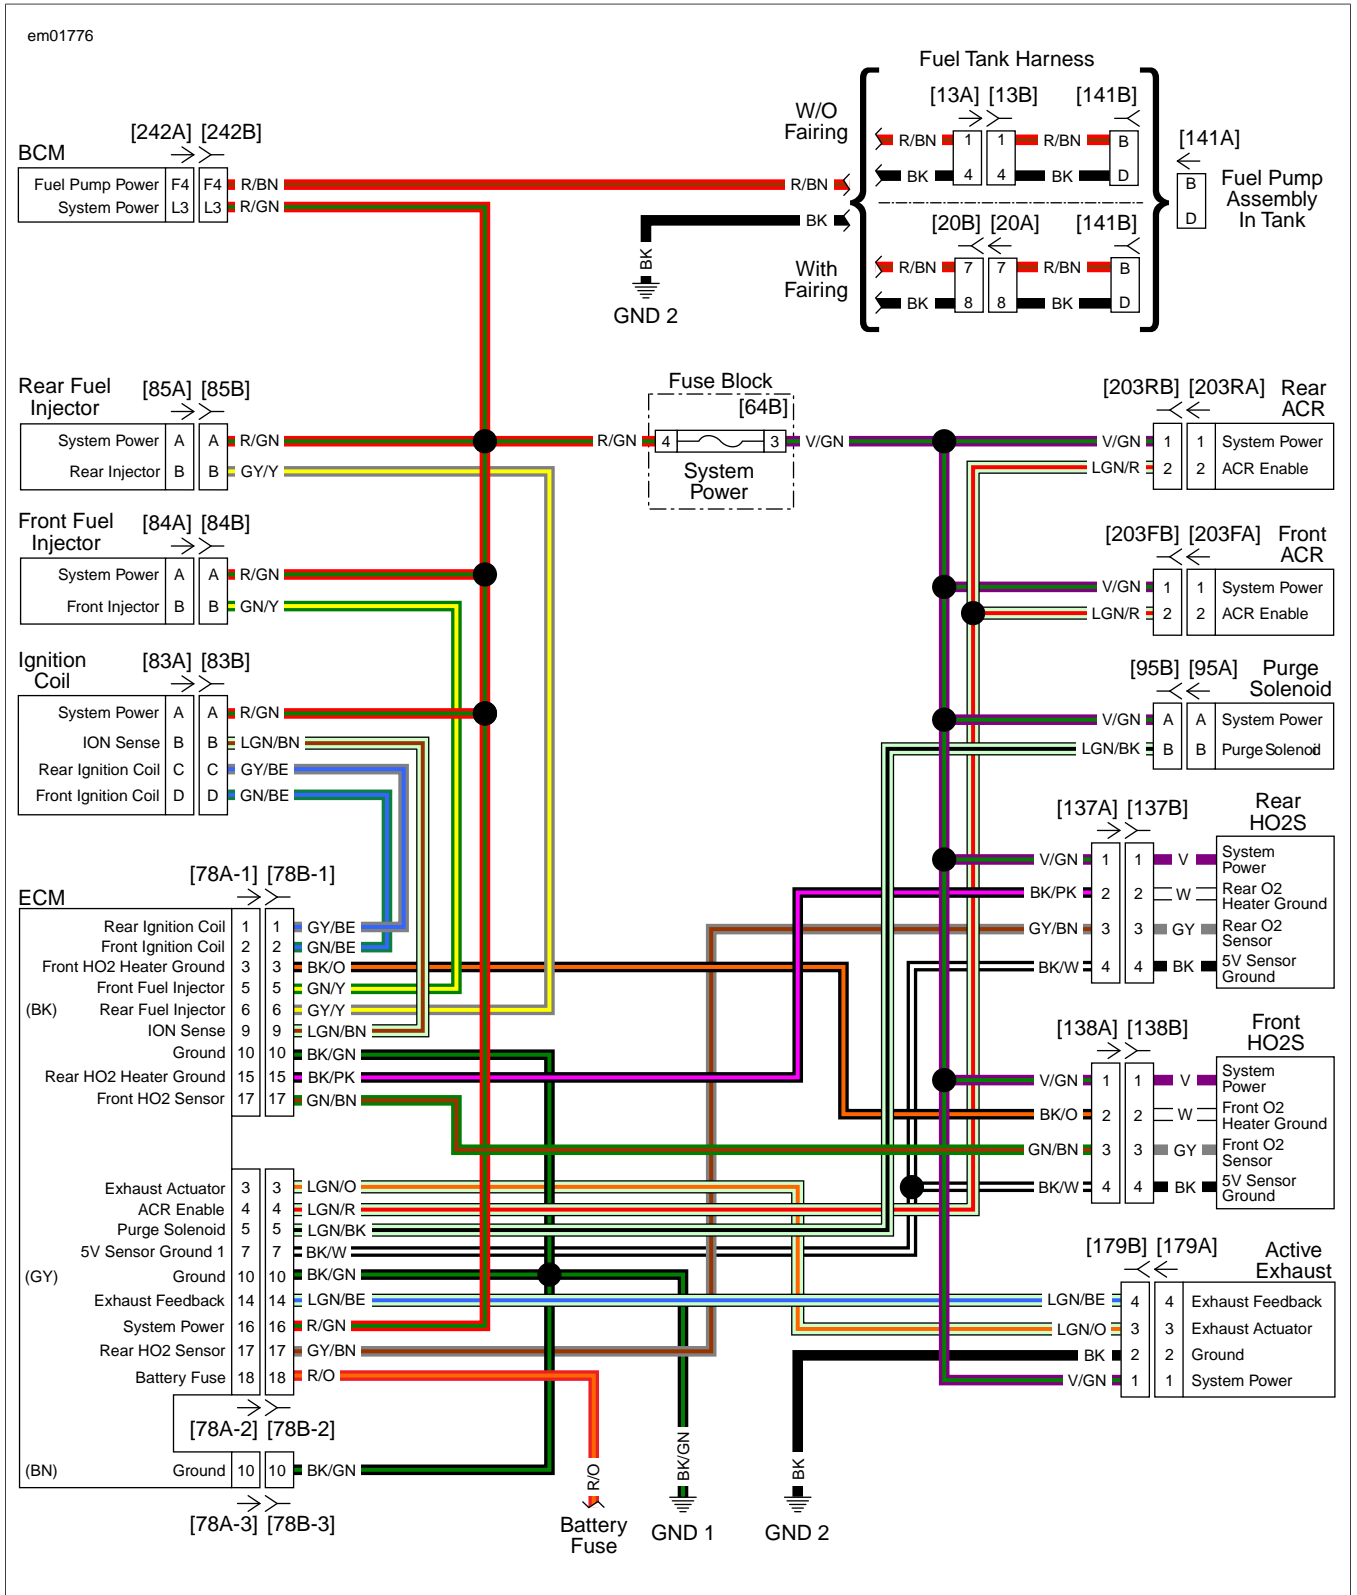 em01776
Fuel Tank Harness
[13A] [13B] [141B]
W/O
Fairing
R/BN 1 1 R/BN B
BK 4 4 BK D
[141A]
B
D
Fuel Pump
Assembly
In Tank
[242A] [242B]
BCM
Fuel Pump Power F4 F4 R/BN R/BN
System Power L3 L3 R/GN
BK
BK
GND 2
[20B] [20A] [141B]
With
Fairing
R/BN 7 7 R/BN B
BK 8 8 BK D
Rear Fuel
Injector
[85A] [85B]
System Power A A R/GN
Rear Injector B B GY/Y
Fuse Block
[64B]
R/GN 4 3 V/GN
System
Power
[203RB] [203RA]
Rear
ACR
V/GN 1 1 System Power
LGN/R 2 2 ACR Enable
Front Fuel
Injector
[84A] [84B]
System Power A A R/GN
Front Injector B B GN/Y
[203FB] [203FA]
Front
ACR
V/GN 1 1 System Power
LGN/R 2 2 ACR Enable
Ignition
Coil
[83A] [83B]
System Power A A R/GN
ION Sense B B LGN/BN
Rear Ignition Coil C C GY/BE
Front Ignition Coil D D GN/BE
[95B] [95A]
Purge
Solenoid
V/GN A A System Power
LGN/BK B B Purge Solenoid
[137A] [137B]
Rear
HO2S
V/GN 1 1 V System
Power
BK/PK 2 2 W Rear O2
Heater Ground
GY/BN 3 3 GY Rear O2
Sensor
BK/W 4 4 BK 5V Sensor
Ground
[78A-1] [78B-1]
ECM
Rear Ignition Coil 1 1 GY/BE
Front Ignition Coil 2 2 GN/BE
Front HO2 Heater Ground 3 3 BK/O
Front Fuel Injector 5 5 GN/Y
(BK) Rear Fuel Injector 6 6 GY/Y
ION Sense 9 9 LGN/BN
Ground 10 10 BK/GN
Rear HO2 Heater Ground 15 15 BK/PK
Front HO2 Sensor 17 17 GN/BN
[138A] [138B]
Front
HO2S
V/GN 1 1 V System
Power
BK/O 2 2 W Front O2
Heater Ground
GN/BN 3 3 GY Front O2
Sensor
BK/W 4 4 BK 5V Sensor
Ground
Exhaust Actuator 3 3 LGN/O
ACR Enable 4 4 LGN/R
Purge Solenoid 5 5 LGN/BK
5V Sensor Ground 1 7 7 BK/W
(GY) Ground 10 10 BK/GN
Exhaust Feedback 14 14 LGN/BE
System Power 16 16 R/GN
Rear HO2 Sensor 17 17 GY/BN
Battery Fuse 18 18 R/O
[78A-2] [78B-2]
[179B] [179A]
Active
Exhaust
LGN/BE 4 4 Exhaust Feedback
LGN/O 3 3 Exhaust Actuator
BK 2 2 Ground
V/GN 1 1 System Power
(BN) Ground 10 10 BK/GN
[78A-3] [78B-3]
R/O
Battery
Fuse
BK/GN
GND 1
BK
GND 2